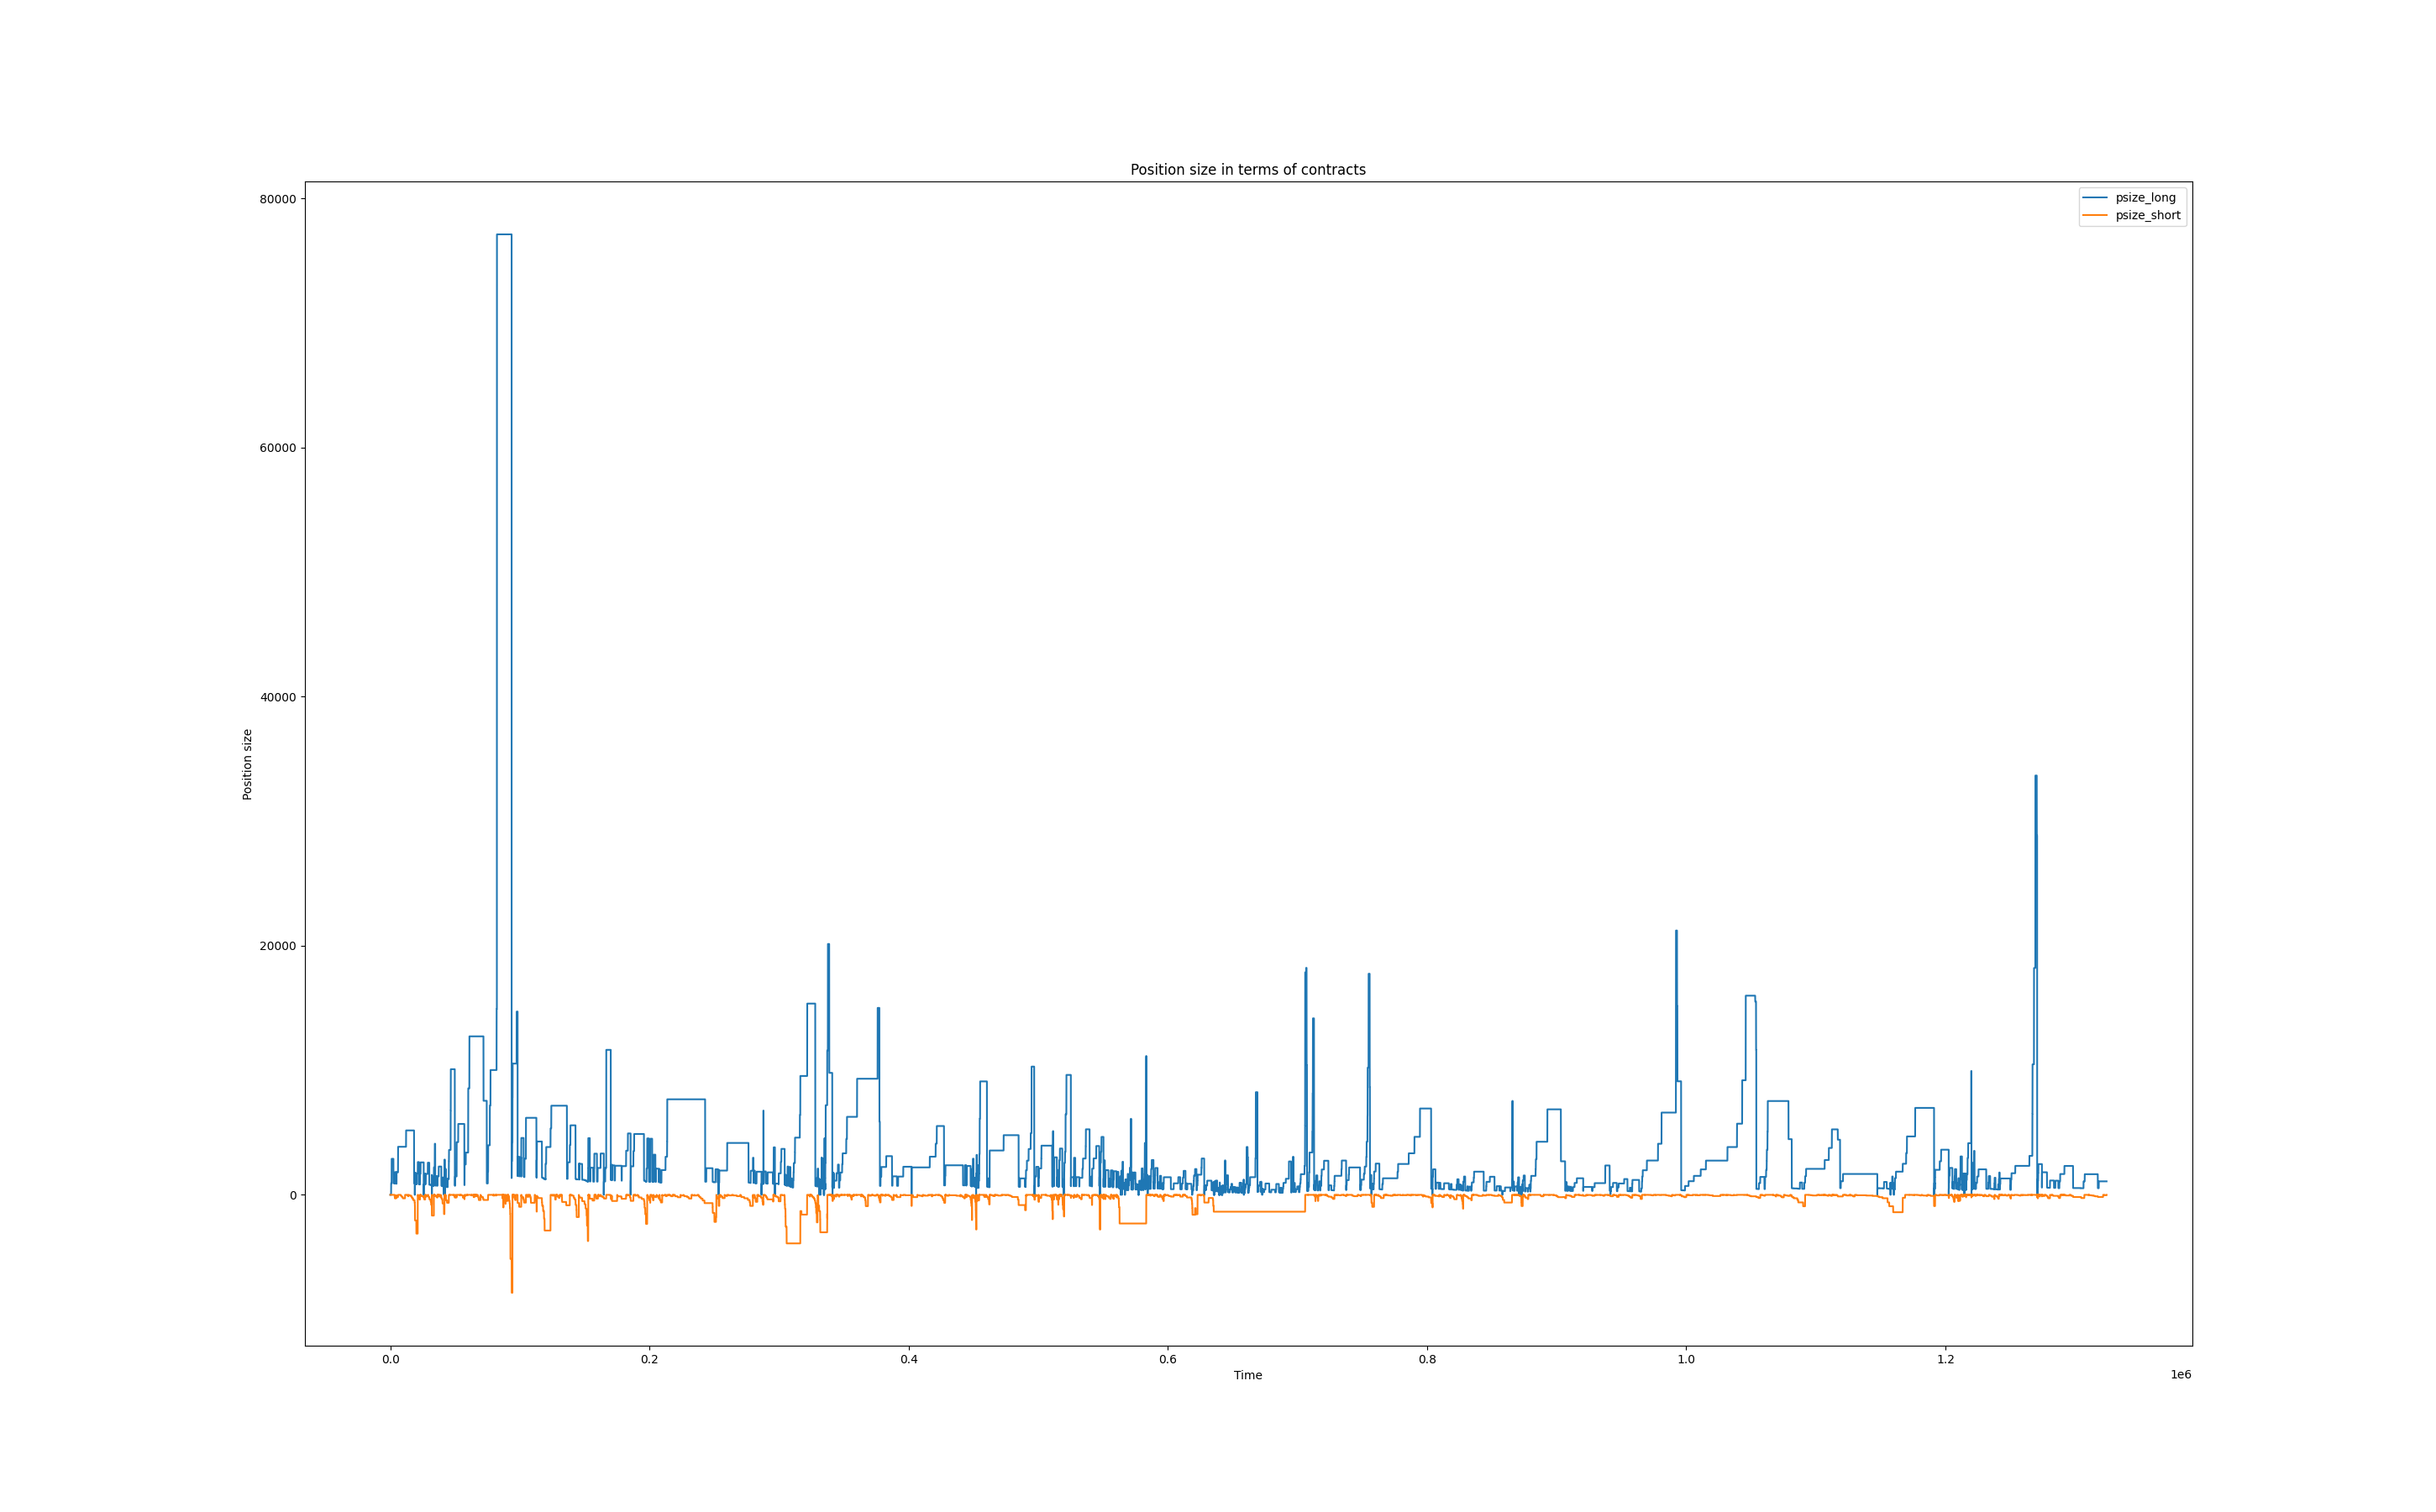 Position size in terms of contracts
psize_long
psize_short
80000
60000
40000
20000
0
Position size
0.0 0.2 0.4 0.6 0.8 1.0 1.2
Time
1e6